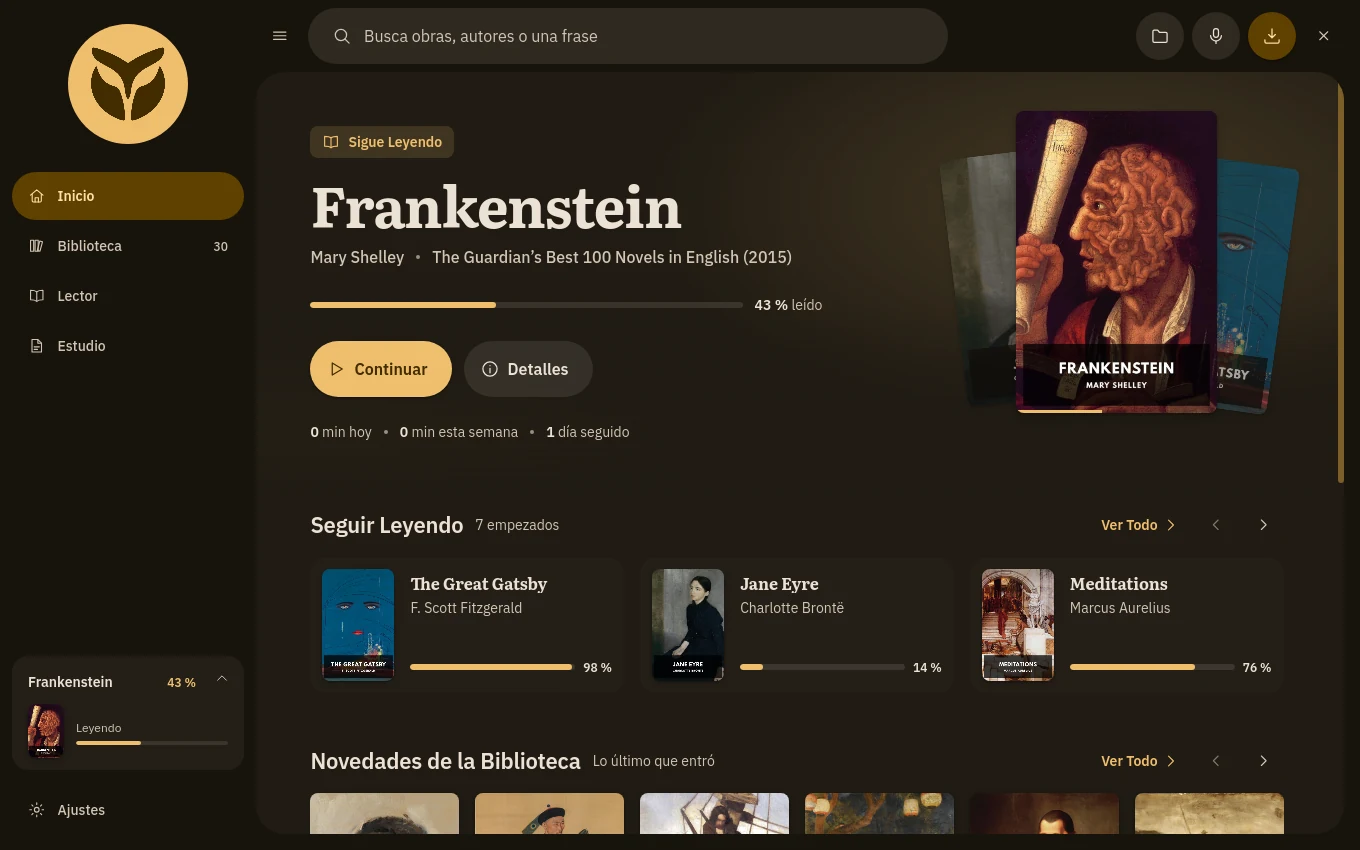 Busca obras, autores o una frase
Inicio
Biblioteca 30
Lector
Estudio
Frankenstein 43 %
Leyendo
Ajustes
Sigue Leyendo
Frankenstein
Mary Shelley • The Guardian’s Best 100 Novels in English (2015)
43 % leído
Continuar
Detalles
0 min hoy • 0 min esta semana • 1 día seguido
FRANKENSTEIN
MARY SHELLEY
Seguir Leyendo 7 empezados
Ver Todo
THE GREAT GATSBY
The Great Gatsby
F. Scott Fitzgerald
98 %
JANE EYRE
Jane Eyre
Charlotte Brontë
14 %
MEDITATIONS
Meditations
Marcus Aurelius
76 %
Novedades de la Biblioteca Lo último que entró
Ver Todo